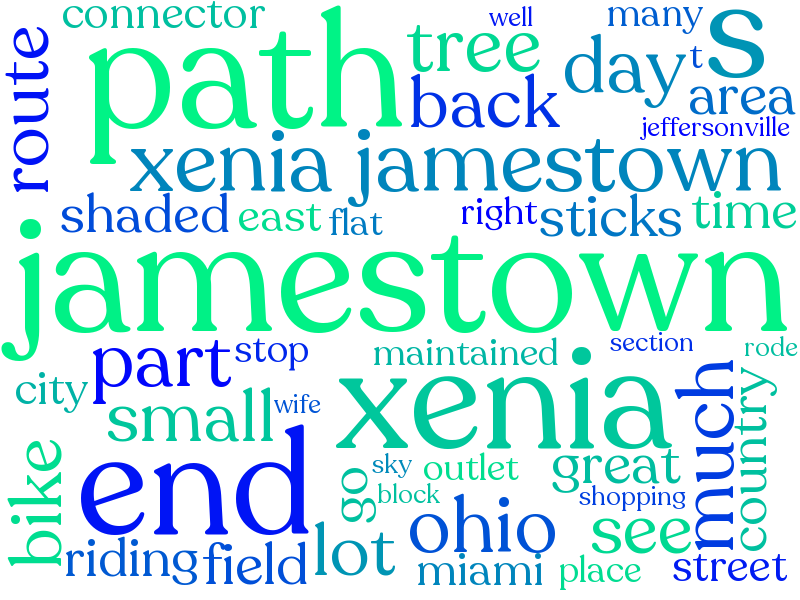 connector
well
many
s
path
tree
day
t
route
back
area
jeffersonville
xenia jamestown
shaded
east
flat
right
sticks
time
jamestown
part
stop
maintained
section
rode
city
small
wife
xenia
much
country
end
bike
go
sky
outlet
great
block
shopping
ohio
see
riding
field
lot
miami
place
street